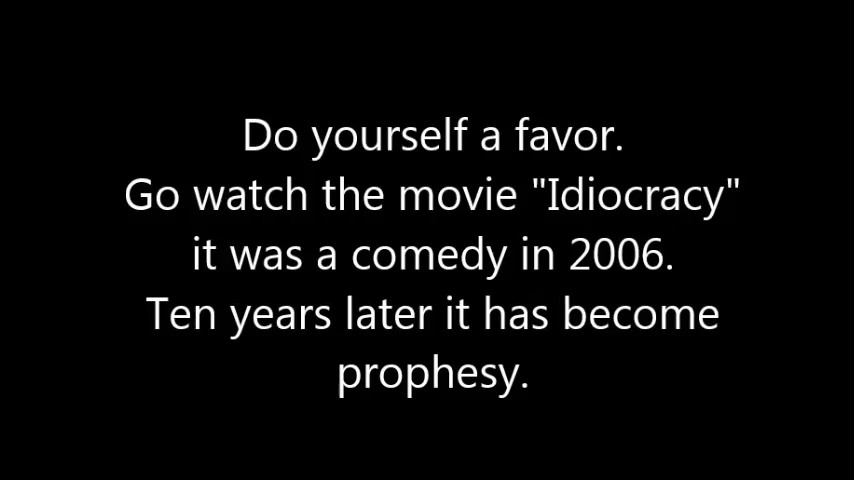 Do yourself a favor.
Go watch the movie "Idiocracy"
it was a comedy in 2006.
Ten years later it has become
prophesy.